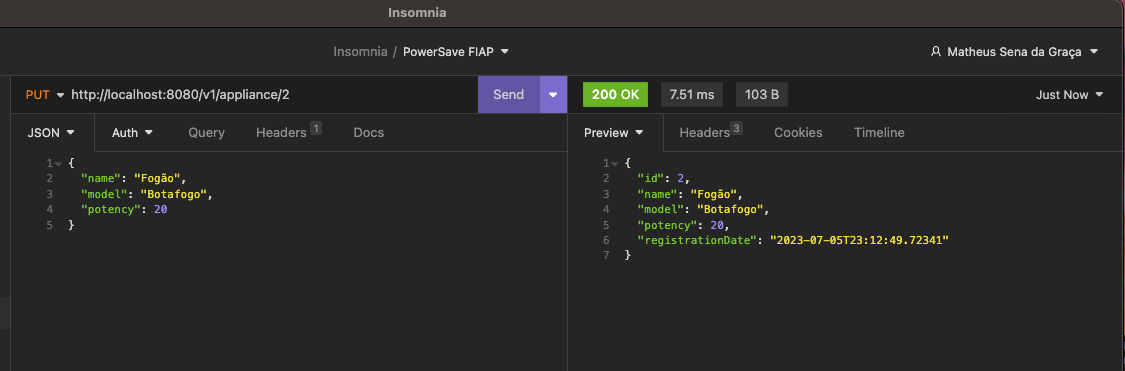 Insomnia
Insomnia / PowerSave FIAP
Matheus Sena da Graça
PUT http://localhost:8080/v1/appliance/2
Send
200 OK 7.51 ms 103 B Just Now
JSON Auth Query Headers 1 Docs
Preview Headers 3 Cookies Timeline
1 {
2 "name": "Fogão",
3 "model": "Botafogo",
4 "potency": 20
5 }
1 {
2 "id": 2,
3 "name": "Fogão",
4 "model": "Botafogo",
5 "potency": 20,
6 "registrationDate": "2023-07-05T23:12:49.72341"
7 }